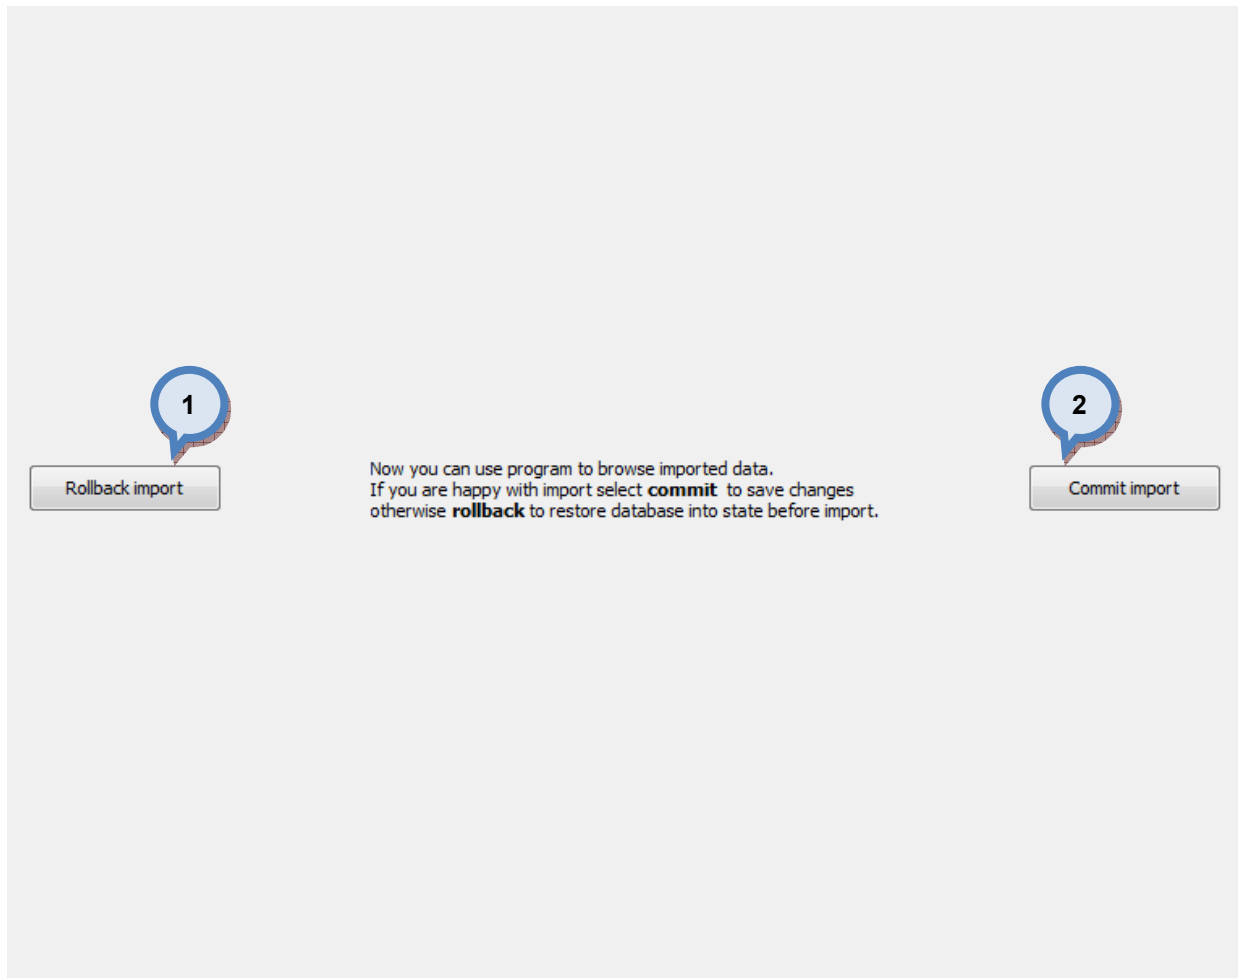 1
2
Rollback import
Now you can use program to browse imported data.
If you are happy with import select commit to save changes
otherwise rollback to restore database into state before import.
Commit import